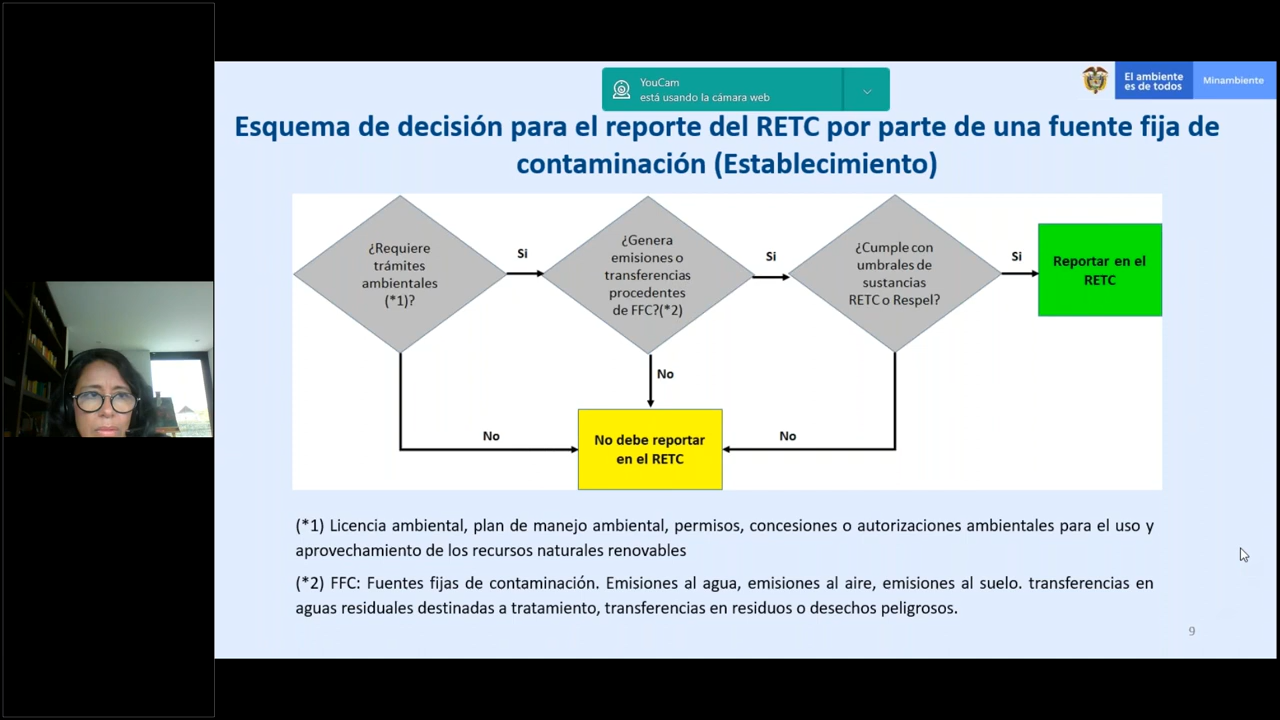 YouCam
está usando la cámara web
El ambiente
es de todos
Minambiente
Esquema de decisión para el reporte del RETC por parte de una fuente fija de
contaminación (Establecimiento)
¿Requiere
trámites
ambientales
(*1)?
Si
¿Genera
emisiones o
transferencias
procedentes
de FFC?(*2)
Si
¿Cumple con
umbrales de
sustancias
RETC o Respel?
Si
Reportar en el
RETC
No
No
No
No debe reportar
en el RETC
(*1) Licencia ambiental, plan de manejo ambiental, permisos, concesiones o autorizaciones ambientales para el uso y
aprovechamiento de los recursos naturales renovables
(*2) FFC: Fuentes fijas de contaminación. Emisiones al agua, emisiones al aire, emisiones al suelo. transferencias en
aguas residuales destinadas a tratamiento, transferencias en residuos o desechos peligrosos.
9